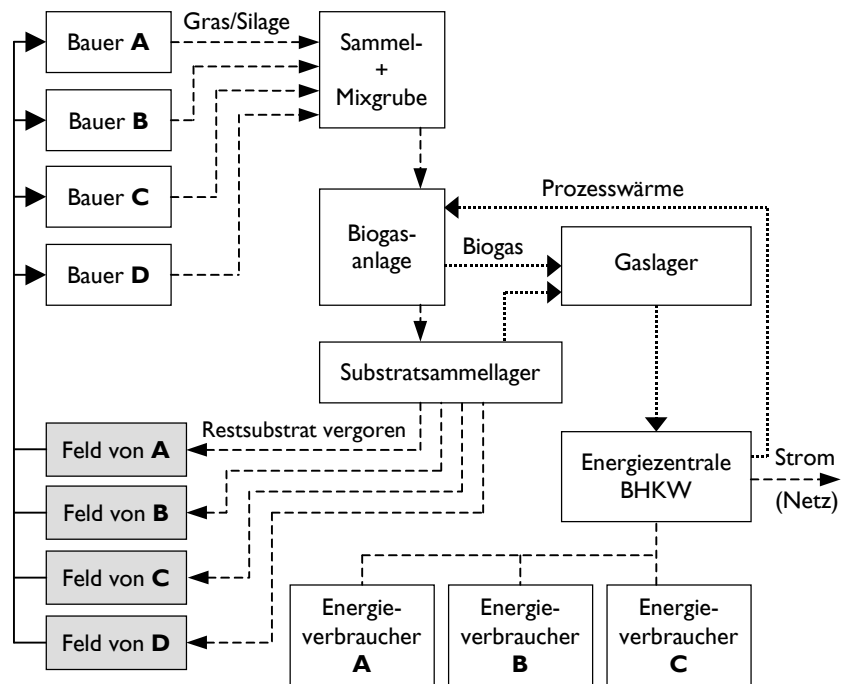 Gras/Silage
Bauer A
Bauer B
Bauer C
Bauer D
Sammel-
+
Mixgrube
Prozesswärme
Biogas-
anlage
Biogas
Gaslager
Substratsammellager
Restsubstrat vergoren
Feld von A
Feld von B
Feld von C
Feld von D
Energiezentrale
BHKW
Strom
(Netz)
Energie-
verbraucher
A
Energie-
verbraucher
B
Energie-
verbraucher
C